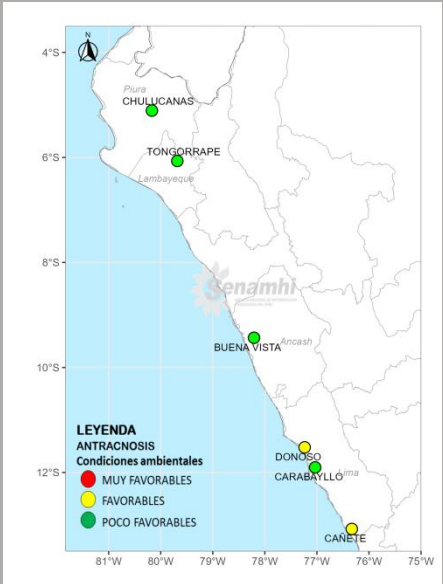 N
4°S
Piura
CHULUCANAS
TONGORRAPE
6°S
Lambayeque
8°S
Senamhi
BUENA VISTA
Ancash
10°S
LEYENDA
ANTRACNOSIS
Condiciones ambientales
MUY FAVORABLES
FAVORABLES
POCO FAVORABLES
DONOSO
12°S
Lima
CARABAYLLO
CAÑETE
81°W
80°W
79°W
78°W
77°W
76°W
75°W